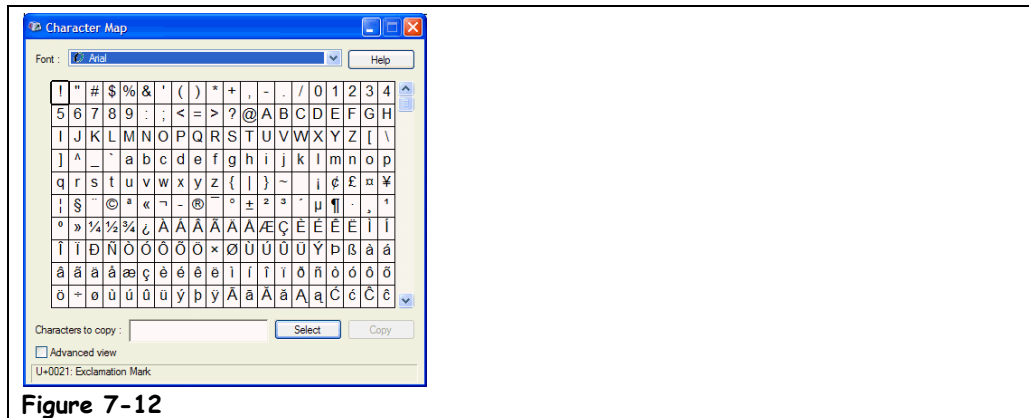 Character Map
Font : Arial Help
! " # $ % & ' ( ) * + , - . / 0 1 2 3 4
5 6 7 8 9 : ; < = > ? @ A B C D E F G H
I J K L M N O P Q R S T U V W X Y Z [ \
] ^ _ ` a b c d e f g h i j k l m n o p
q r s t u v w x y z { | } ~ ¡ ¢ £ ¤ ¥
¦ § ¨ © ª « ¬ - ® ¯ ° ± ² ³ ´ µ ¶ · ¸ ¹
º » ¼ ½ ¾ ¿ À Á Â Ã Ä Å Æ Ç È É Ê Ë Ì Í
Î Ï Ð Ñ Ò Ó Ô Õ Ö × Ø Ù Ú Û Ü Ý Þ ß à á
â ã ä å æ ç è é ê ë ì í î ï ð ñ ò ó ô õ
ö ÷ ø ù ú û ü ý þ ÿ Ā ā Ă ă Ą ą Ć ć Ĉ ĉ
Characters to copy : Select Copy
Advanced view
U+0021: Exclamation Mark
Figure 7-12